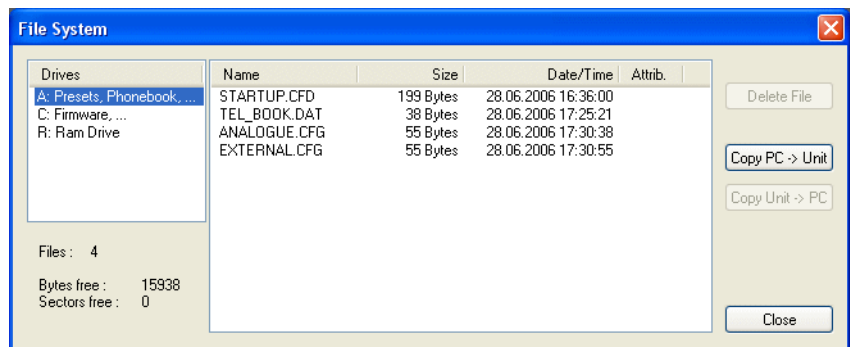 File System
Drives
A: Presets, Phonebook, ...
C: Firmware, ...
R: Ram Drive
Files : 4
Bytes free : 15938
Sectors free : 0
Name Size Date/Time Attrib.
STARTUP.CFD 199 Bytes 28.06.2006 16:36:00
TEL_BOOK.DAT 38 Bytes 28.06.2006 17:25:21
ANALOGUE.CFG 55 Bytes 28.06.2006 17:30:38
EXTERNAL.CFG 55 Bytes 28.06.2006 17:30:55
Delete File
Copy PC -> Unit
Copy Unit -> PC
Close